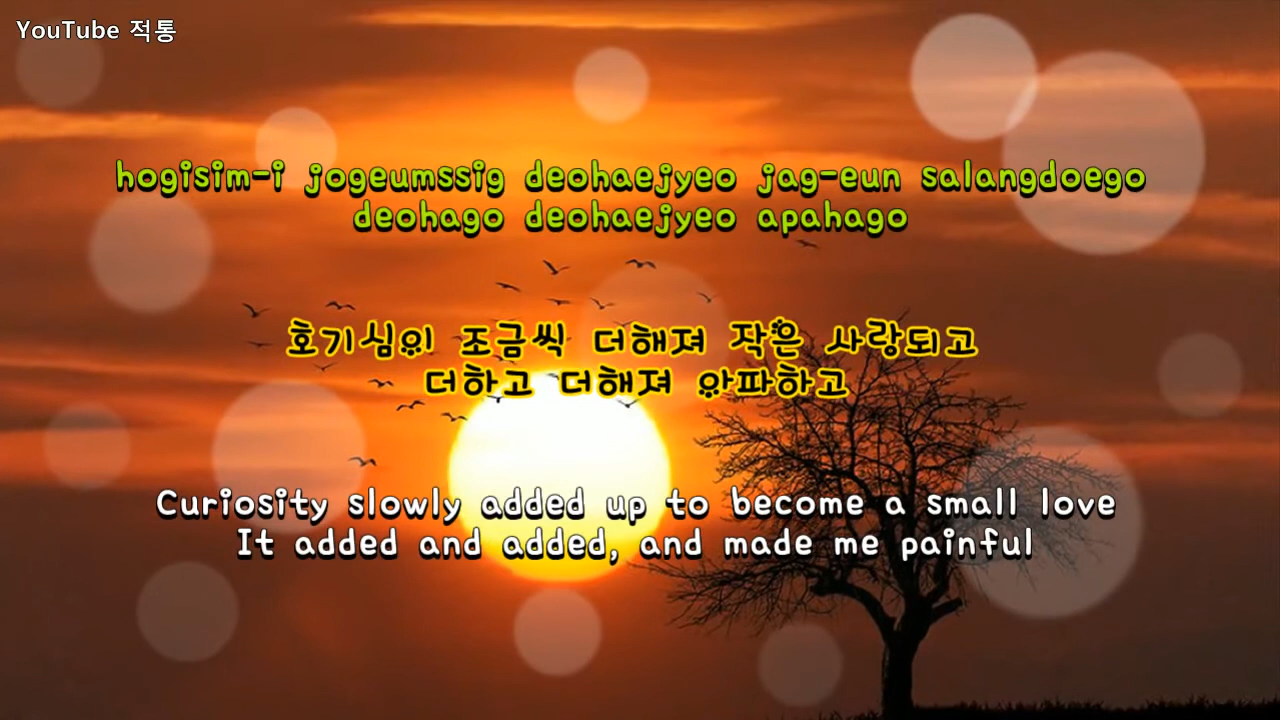 YouTube 적통
hogisim-i jogeumssig deohaejyeo jag-eun salangdoego
deohago deohaejyeo apahago
호기심이 조금씩 더해져 작은 사랑되고
더하고 더해져 아파하고
Curiosity slowly added up to become a small love
It added and added, and made me painful